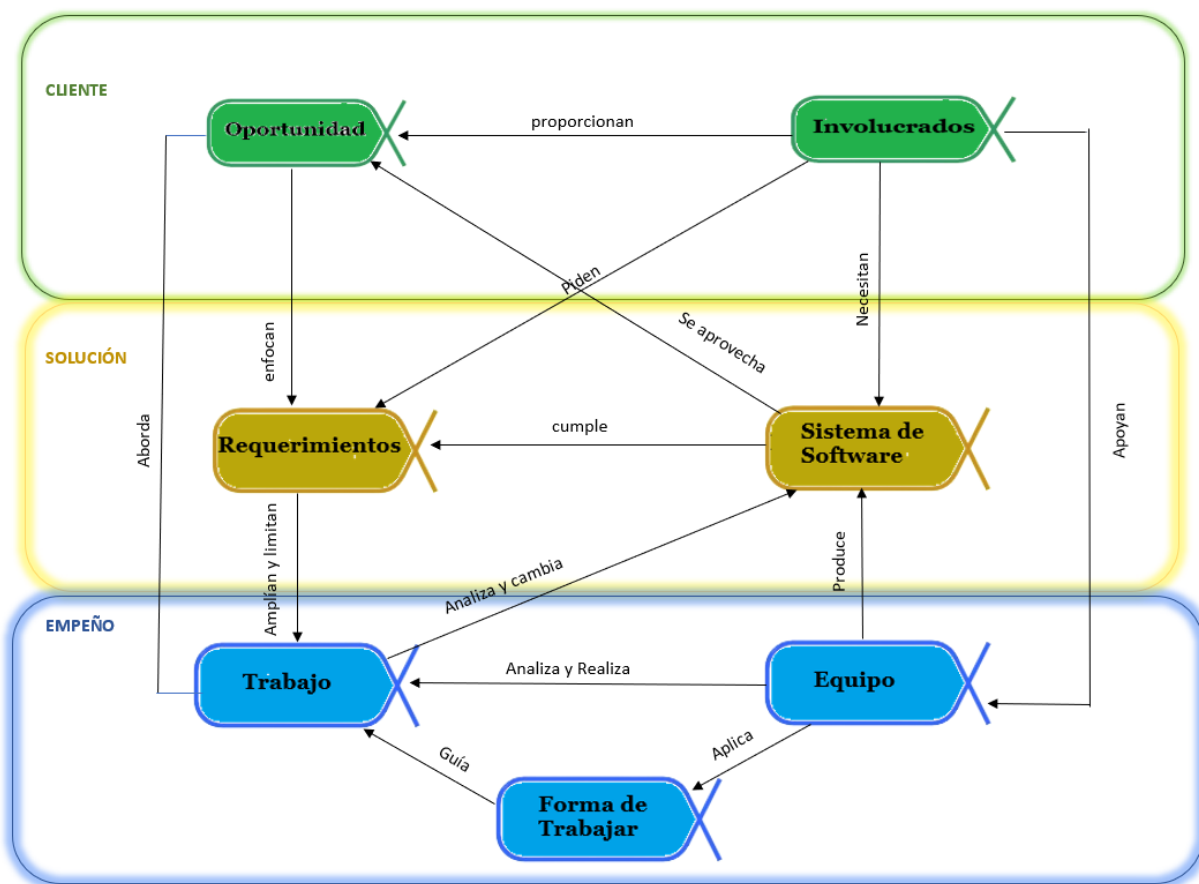 CLIENTE
Oportunidad
proporcionan
Involucrados
Piden
Necesitan
Se aprovecha
enfocan
SOLUCIÓN
Aborda
Requerimientos
cumple
Sistema de
Software
Apoyan
Amplían y limitan
Analiza y cambia
Produce
EMPEÑO
Trabajo
Analiza y Realiza
Equipo
Guía
Aplica
Forma de
Trabajar